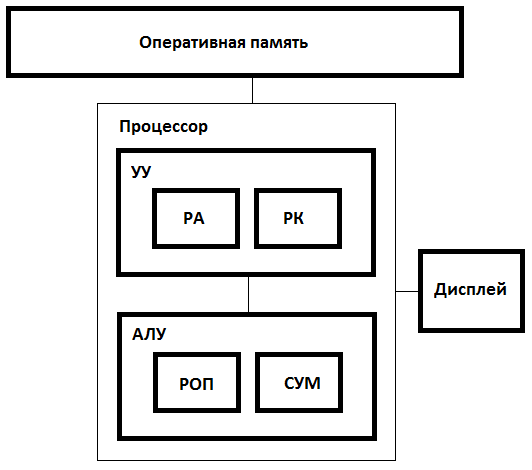 Оперативная память
Процессор
УУ
РА
РК
Дисплей
АЛУ
РОП
СУМ